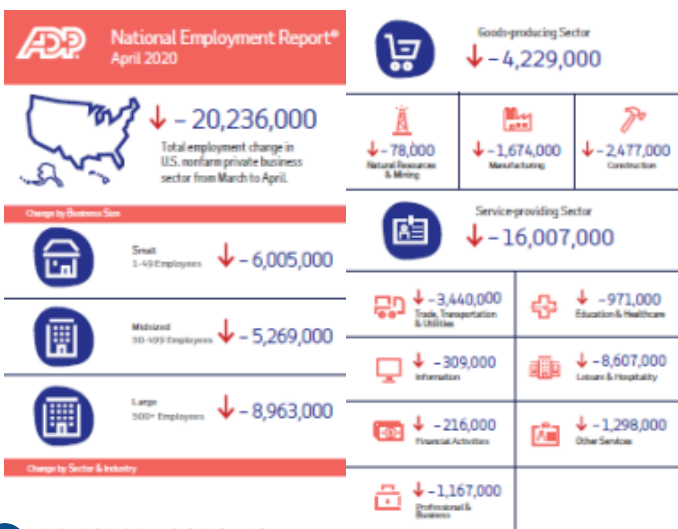 ADP
National Employment Report®
April 2020
– 20,236,000
Total employment change in
U.S. nonfarm private business
sector from March to April.
Change by Business Size
Small
1-49 Employees
– 6,005,000
Midsized
50-499 Employees
– 5,269,000
Large
500+ Employees
– 8,963,000
Change by Sector & Industry
Goods-producing Sector
– 4,229,000
– 78,000
Natural Resources
& Mining
–1,674,000
Manufacturing
–2,477,000
Construction
Service-providing Sector
–16,007,000
–3,440,000
Trade, Transportation
& Utilities
–971,000
Education & Healthcare
–309,000
Information
–8,607,000
Leisure & Hospitality
–216,000
Financial Activities
–1,298,000
Other Services
–1,167,000
Professional &
Business